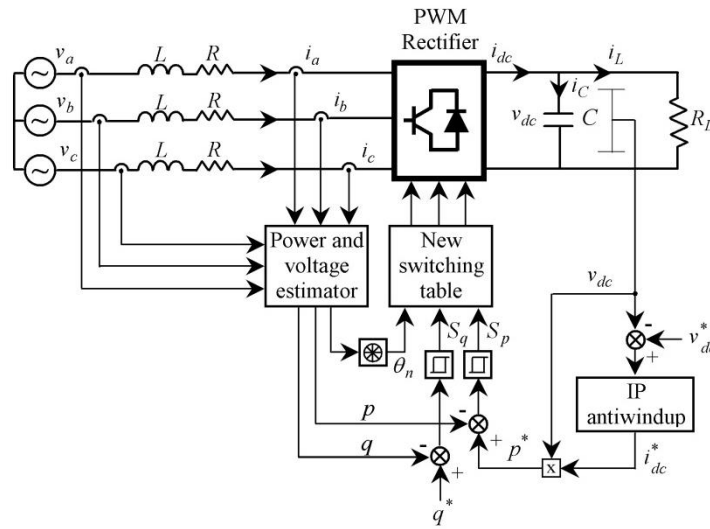 PWM
Rectifier
v_a
L
R
i_a
i_dc
i_L
v_b
L
R
i_b
i_C
v_dc
C
R_L
v_c
L
R
i_c
Power and
voltage
estimator
New
switching
table
v_dc
S_q
S_p
-
v*_dc
+
θ_n
IP
antiwindup
p
-
+
p*
x
i*_dc
q
-
+
q*